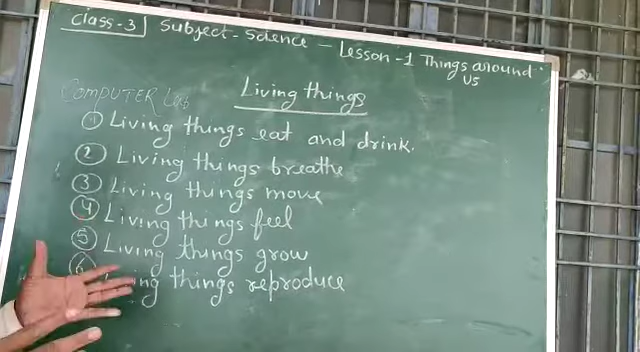 Class-3 Subject-Science - Lesson-1 Things around us
COMPUTER Lab
Living things
① Living things eat and drink.
② Living things breathe
③ Living things move
④ Living things feel
⑤ Living things grow
⑥ things reproduce